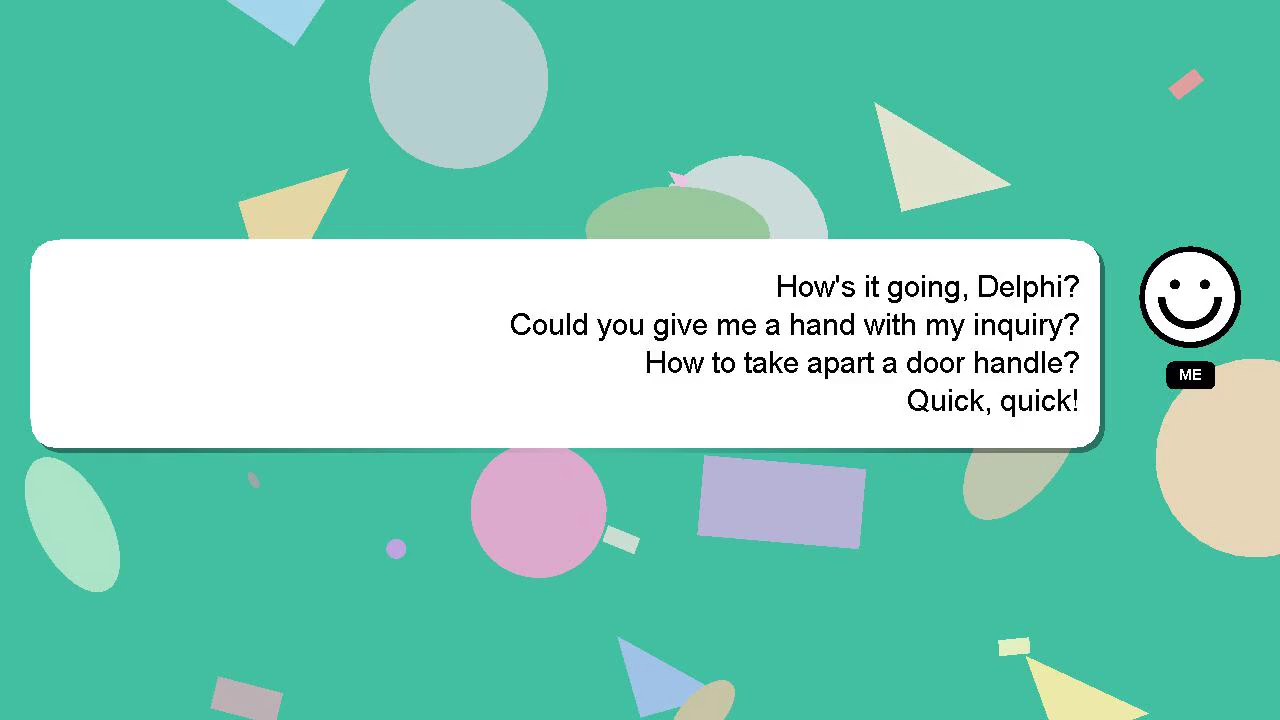 How's it going, Delphi?
Could you give me a hand with my inquiry?
How to take apart a door handle?
Quick, quick!
ME